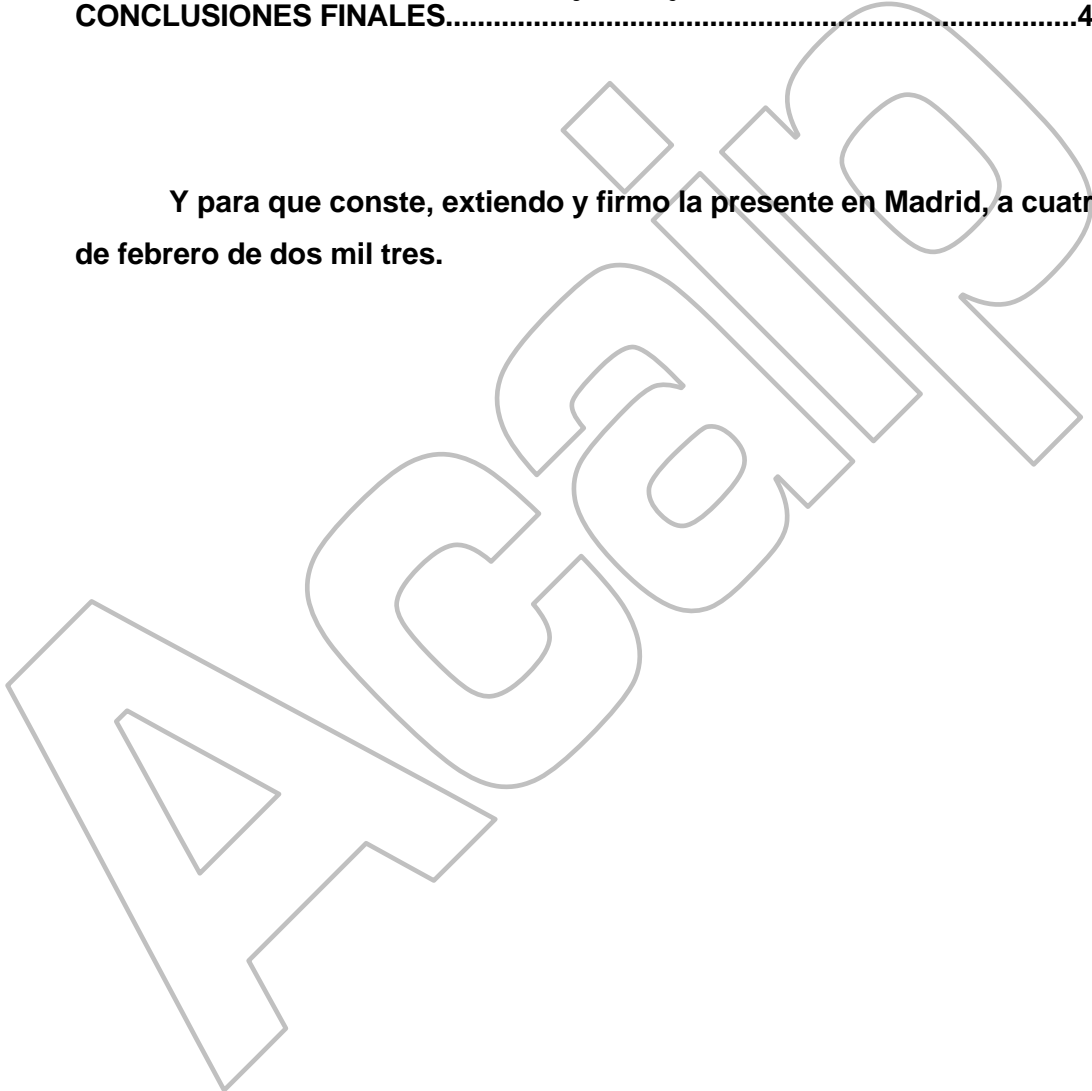 CONCLUSIONES FINALES................................................................................4
Y para que conste, extiendo y firmo la presente en Madrid, a cuatr
de febrero de dos mil tres.
Acaip